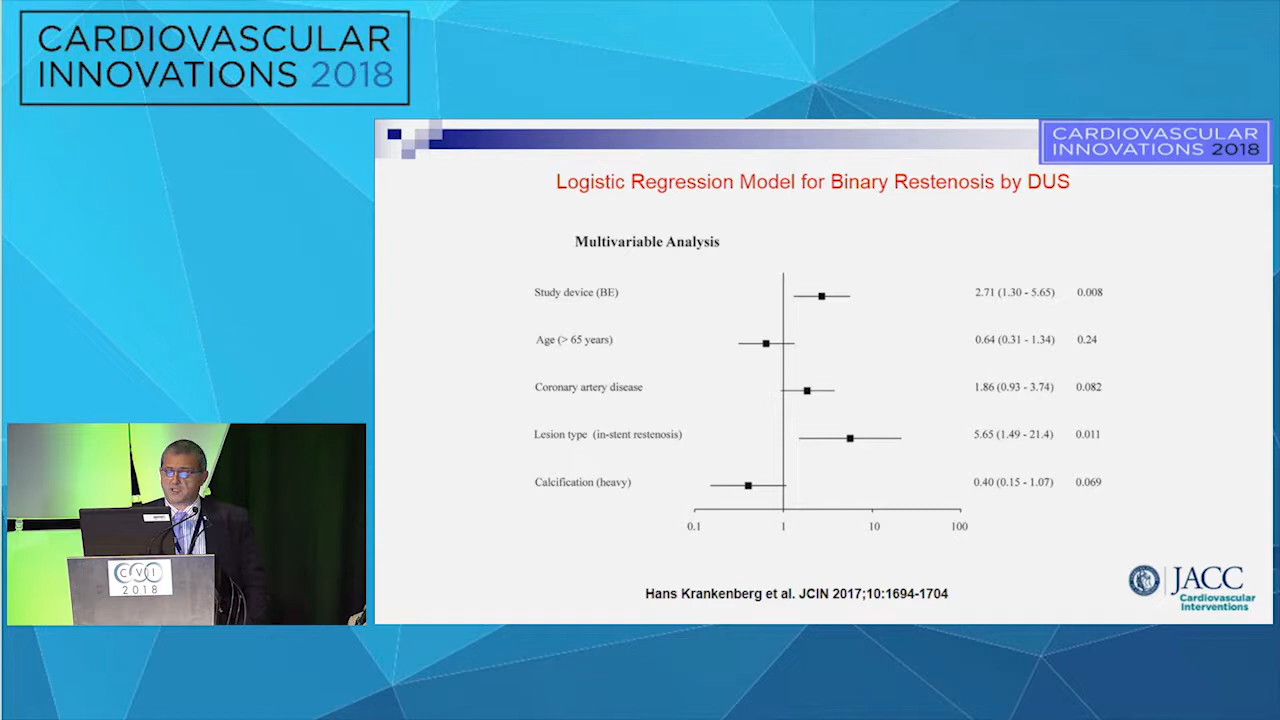 CARDIOVASCULAR
INNOVATIONS 2018
CARDIOVASCULAR
INNOVATIONS 2018
Logistic Regression Model for Binary Restenosis by DUS
Multivariable Analysis
Study device (BE) 2.71 (1.30 - 5.65) 0.008
Age (> 65 years) 0.64 (0.31 - 1.34) 0.24
Coronary artery disease 1.86 (0.93 - 3.74) 0.082
Lesion type (in-stent restenosis) 5.65 (1.49 - 21.4) 0.011
Calcification (heavy) 0.40 (0.15 - 1.07) 0.069
0.1 1 10 100
Hans Krankenberg et al. JCIN 2017;10:1694-1704
JACC
Cardiovascular
Interventions
CVII
2018